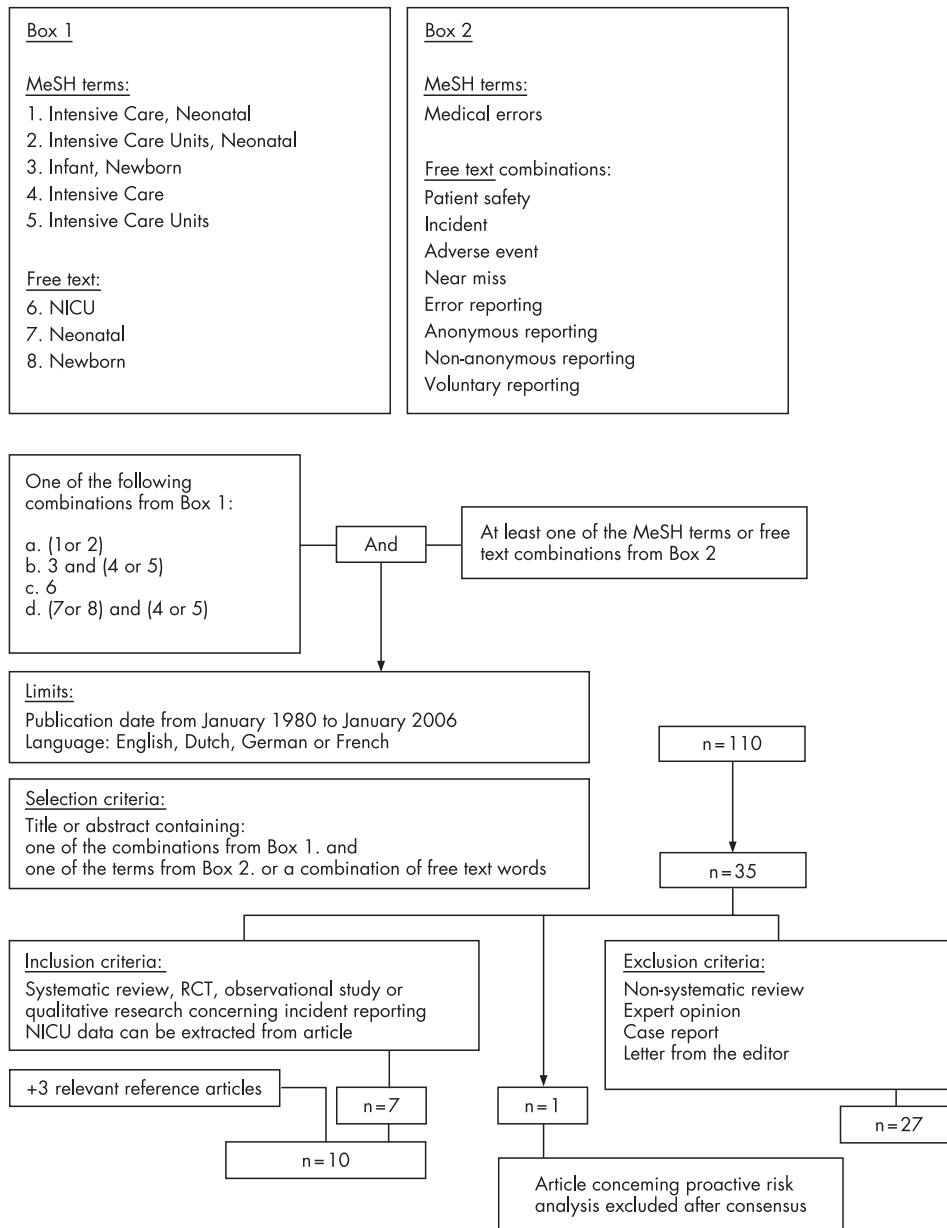 Box 1
MeSH terms:
1. Intensive Care, Neonatal
2. Intensive Care Units, Neonatal
3. Infant, Newborn
4. Intensive Care
5. Intensive Care Units
Free text:
6. NICU
7. Neonatal
8. Newborn
Box 2
MeSH terms:
Medical errors
Free text combinations:
Patient safety
Incident
Adverse event
Near miss
Error reporting
Anonymous reporting
Non-anonymous reporting
Voluntary reporting
One of the following
combinations from Box 1:
a. (1or 2)
b. 3 and (4 or 5)
c. 6
d. (7or 8) and (4 or 5)
And
At least one of the MeSH terms or free
text combinations from Box 2
Limits:
Publication date from January 1980 to January 2006
Language: English, Dutch, German or French
n=110
Selection criteria:
Title or abstract containing:
one of the combinations from Box 1. and
one of the terms from Box 2. or a combination of free text words
n=35
Inclusion criteria:
Systematic review, RCT, observational study or
qualitative research concerning incident reporting
NICU data can be extracted from article
Exclusion criteria:
Non-systematic review
Expert opinion
Case report
Letter from the editor
+3 relevant reference articles
n=7
n=1
n=27
n=10
Article concerning proactive risk
analysis excluded after consensus